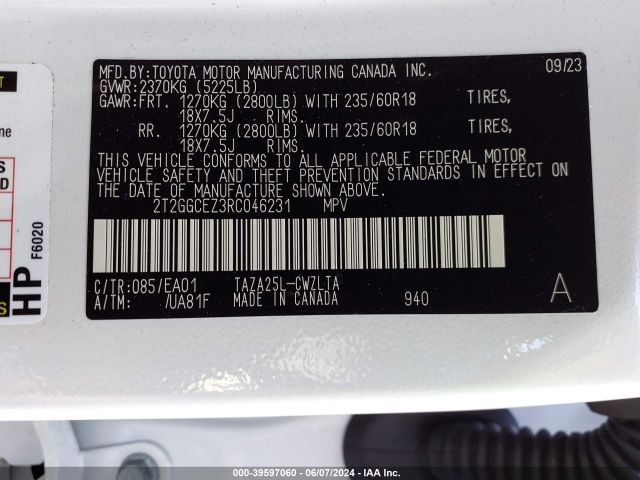 MFD.BY:TOYOTA MOTOR MANUFACTURING CANADA INC. 09/23
GVWR:2370KG (5225LB)
GAWR:FRT. 1270KG (2800LB) WITH 235/60R18 TIRES,
18X7.5J RIMS.
RR. 1270KG (2800LB) WITH 235/60R18 TIRES,
18X7.5J RIMS.
THIS VEHICLE CONFORMS TO ALL APPLICABLE FEDERAL MOTOR
VEHICLE SAFETY AND THEFT PREVENTION STANDARDS IN EFFECT ON
THE DATE OF MANUFACTURE SHOWN ABOVE.
2T2GGCEZ3RC046231 MPV
C/TR:085/EA01 TAZA25L-CWZLTA
A/TM: /UA81F MADE IN CANADA 940 A
HP
F6020
000-39597060 - 06/07/2024 - IAA Inc.